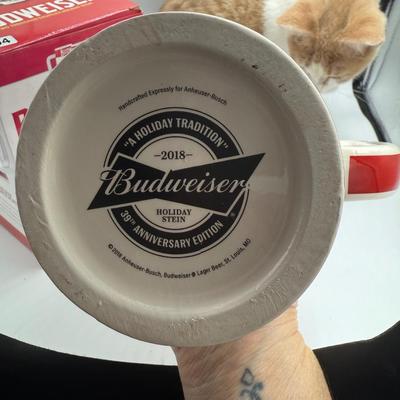 DWEISER
Handcrafted Expressly for Anheuser-Busch
"A HOLIDAY TRADITION"
–2018–
Budweiser
HOLIDAY
STEIN
39TH ANNIVERSARY EDITION
© 2018 Anheuser-Busch, Budweiser® Lager Beer, St. Louis, MO